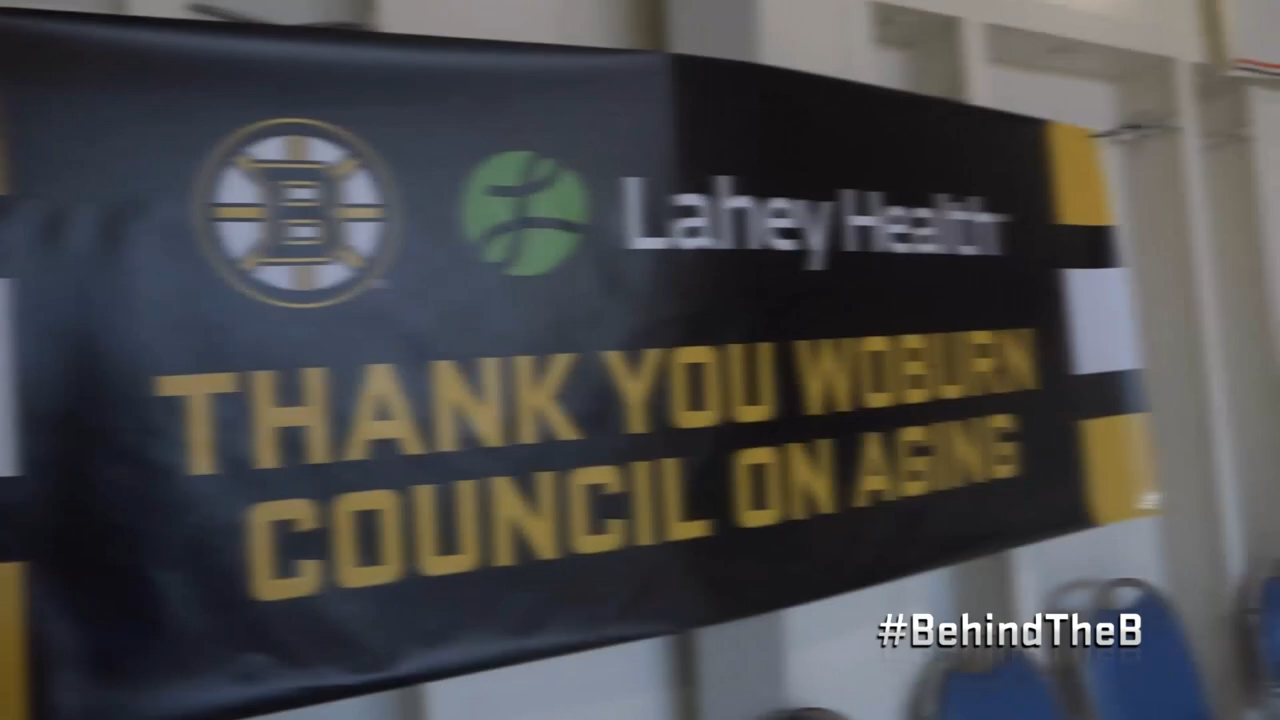 B
Lahey Health
THANK YOU WOBURN
COUNCIL ON AGING
#BehindTheB